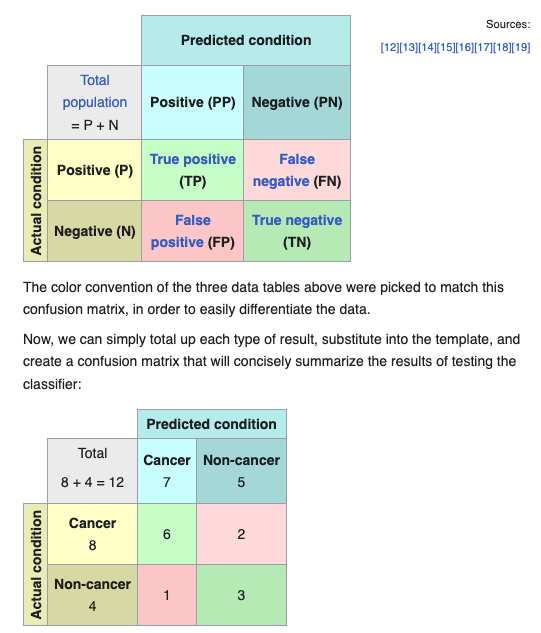 Sources:
[12][13][14][15][16][17][18][19]
Predicted condition
Total
population
= P + N
Positive (PP)
Negative (PN)
Actual condition
Positive (P)
True positive
(TP)
False
negative (FN)
Negative (N)
False
positive (FP)
True negative
(TN)
The color convention of the three data tables above were picked to match this
confusion matrix, in order to easily differentiate the data.
Now, we can simply total up each type of result, substitute into the template, and
create a confusion matrix that will concisely summarize the results of testing the
classifier:
Predicted condition
Total
8 + 4 = 12
Cancer
7
Non-cancer
5
Actual condition
Cancer
8
6
2
Non-cancer
4
1
3